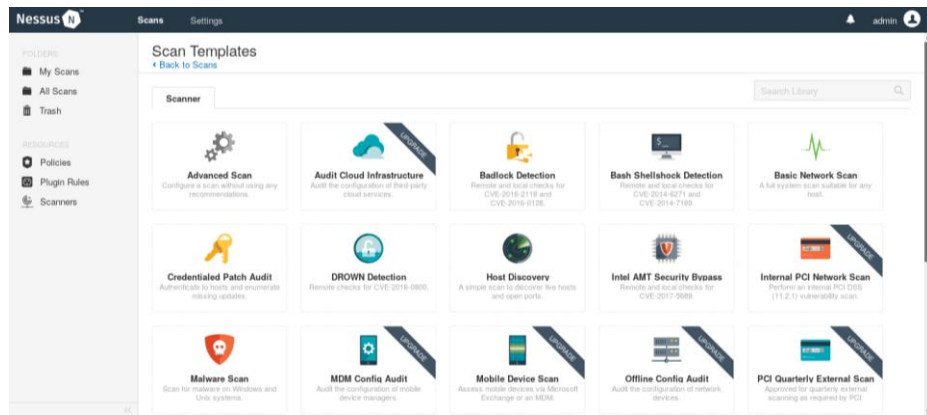 Nessus N
Scans
Settings
admin
FOLDERS
My Scans
All Scans
Trash
RESOURCES
Policies
Plugin Rules
Scanners
Scan Templates
Back to Scans
Scanner
Search Library
Advanced Scan
Configure a scan without using any
recommendations.
UPGRADE
Audit Cloud Infrastructure
Audit the configuration of third-party
cloud services.
Badlock Detection
Remote and local checks for
CVE-2016-2118 and
CVE-2016-0128.
Bash Shellshock Detection
Remote and local checks for
CVE-2014-6271 and
CVE-2014-7169.
Basic Network Scan
A full system scan suitable for any
host.
Credentialed Patch Audit
Authenticate to hosts and enumerate
missing updates.
DROWN Detection
Remote checks for CVE-2016-0800.
Host Discovery
A simple scan to discover live hosts
and open ports.
Intel AMT Security Bypass
Remote and local checks for
CVE-2017-5689.
UPGRADE
Internal PCI Network Scan
Perform an internal PCI DSS
(11.2.1) vulnerability scan.
Malware Scan
Scan for malware on Windows and
Unix systems.
UPGRADE
MDM Config Audit
Audit the configuration of mobile
device managers.
UPGRADE
Mobile Device Scan
Assess mobile devices via Microsoft
Exchange or an MDM.
UPGRADE
Offline Config Audit
Audit the configuration of network
devices.
UPGRADE
PCI Quarterly External Scan
Approved for quarterly external
scanning as required by PCI.